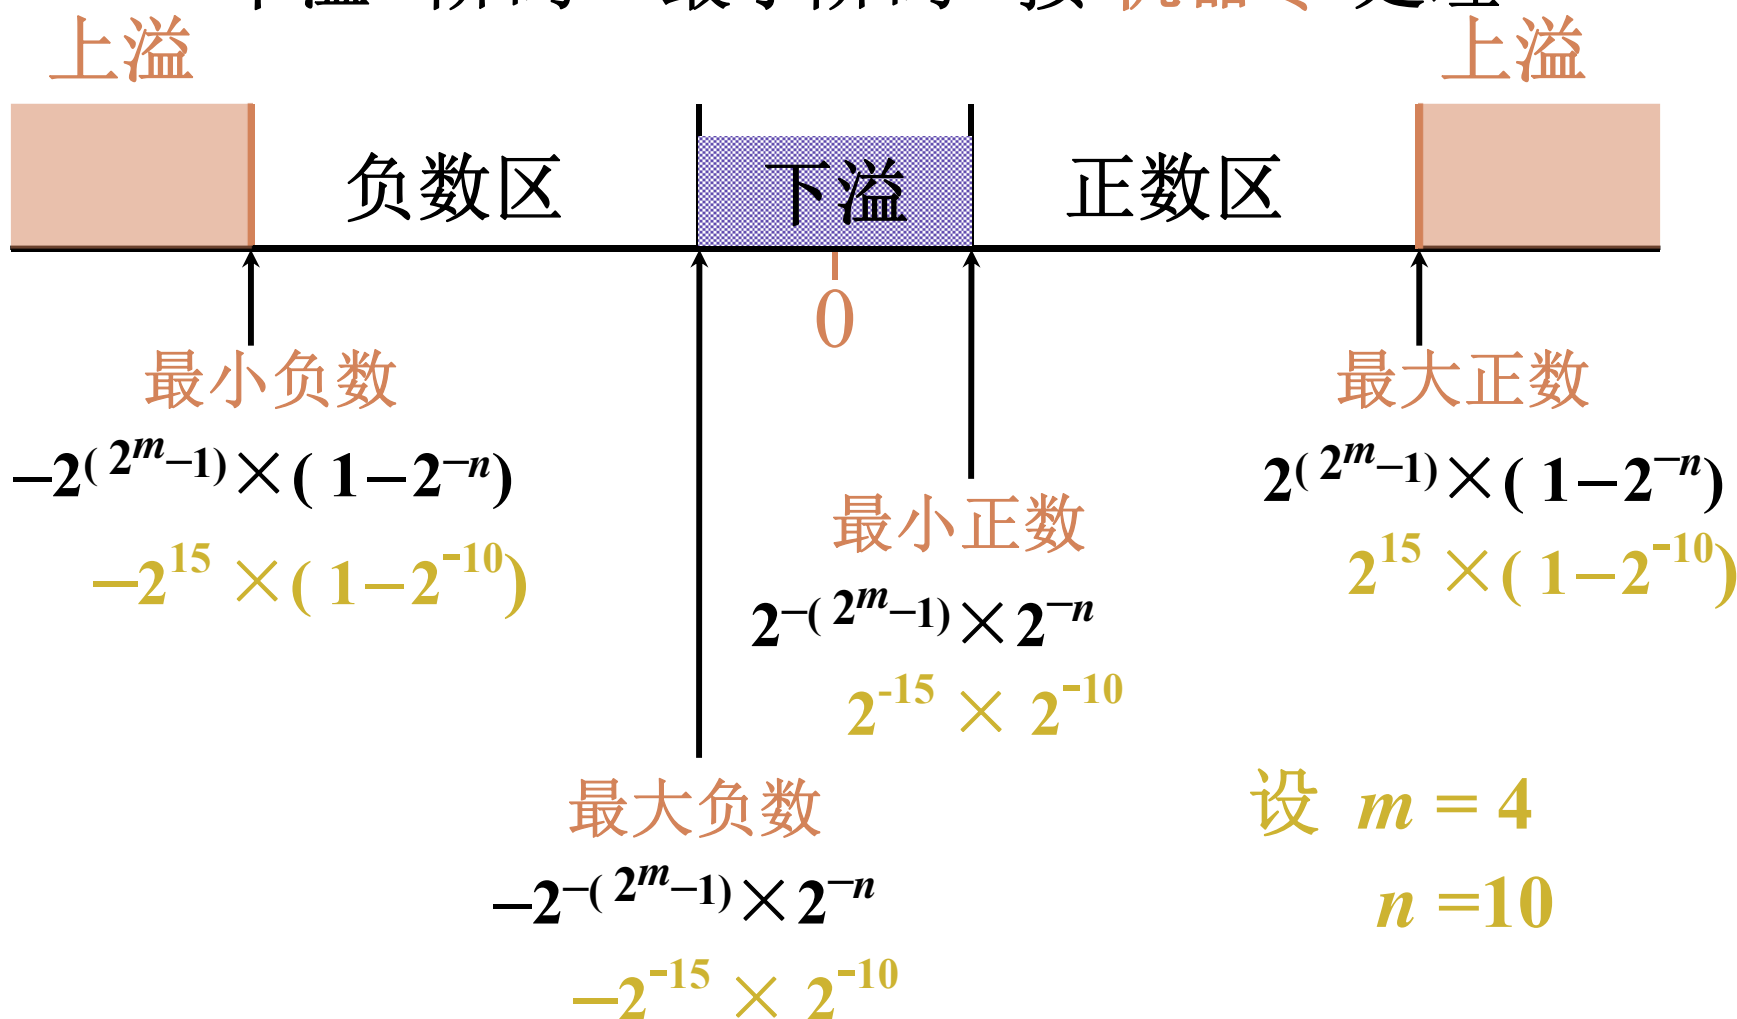 上溢 上溢
负数区 下溢 正数区
0
最小负数 最大正数
−2^(2^m−1)×(1−2^−n) 2^(2^m−1)×(1−2^−n)
−2^15 ×(1−2^-10) 2^15 ×(1−2^-10)
最小正数
2^−(2^m−1)×2^−n
2^-15 × 2^-10
最大负数
−2^−(2^m−1)×2^−n
−2^-15 × 2^-10
设 m = 4
n =10